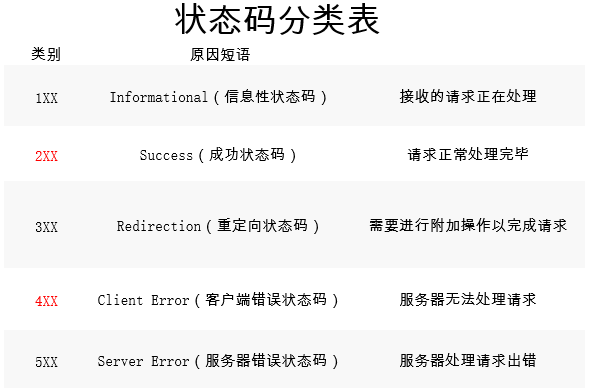 状态码分类表
类别 原因短语
1XX Informational（信息性状态码） 接收的请求正在处理
2XX Success（成功状态码） 请求正常处理完毕
3XX Redirection（重定向状态码） 需要进行附加操作以完成请求
4XX Client Error（客户端错误状态码） 服务器无法处理请求
5XX Server Error（服务器错误状态码） 服务器处理请求出错